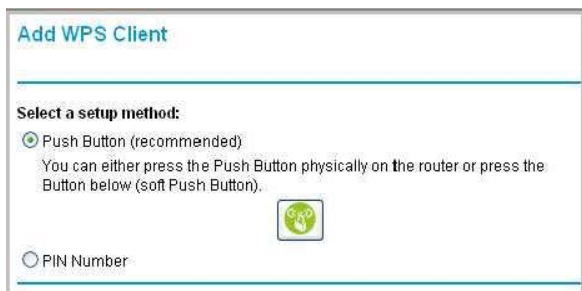 Add WPS Client
Select a setup method:
Push Button (recommended)
You can either press the Push Button physically on the router or press the
Button below (soft Push Button).
PIN Number